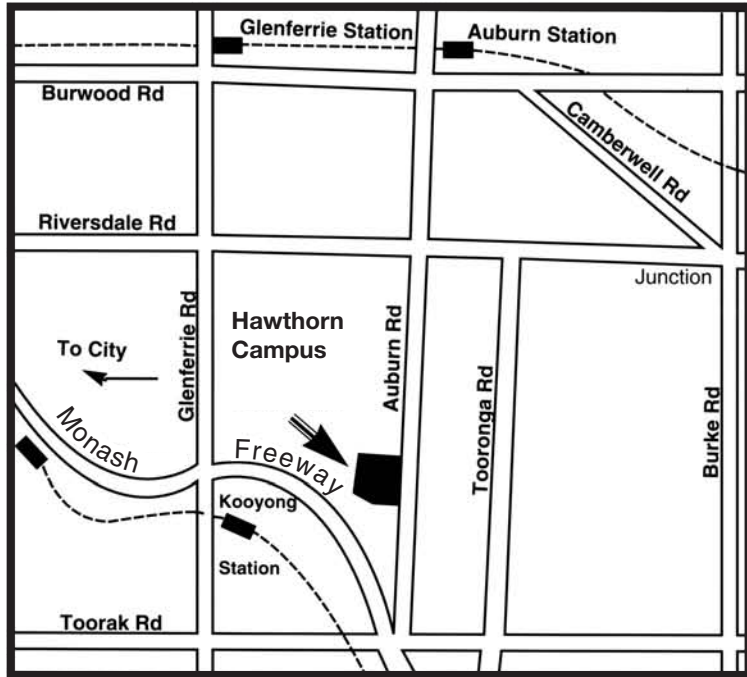 Glenferrie Station
Auburn Station
Burwood Rd
Camberwell Rd
Riversdale Rd
Junction
Glenferrie Rd
Hawthorn
Campus
Auburn Rd
To City
Tooronga Rd
Burke Rd
Monash
Freeway
Kooyong
Station
Toorak Rd